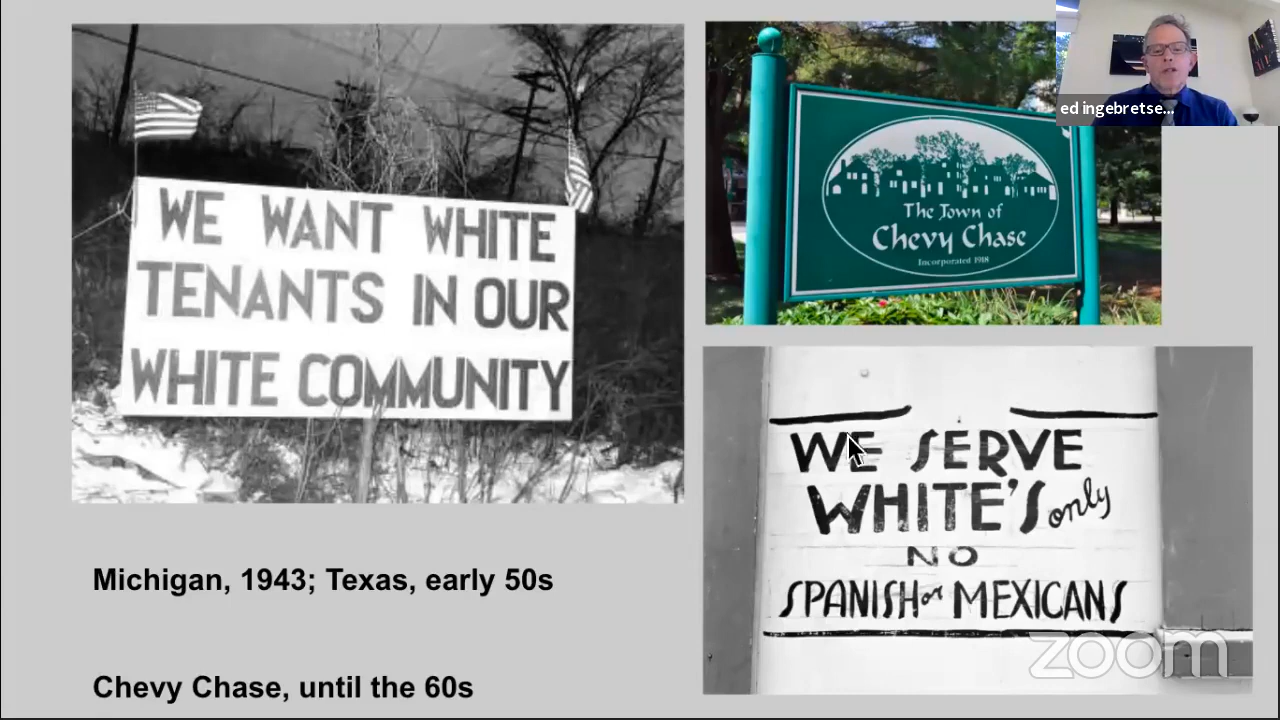 WE WANT WHITE
TENANTS IN OUR
WHITE COMMUNITY
The Town of
Chevy Chase
Incorporated 1918
ed ingebretse...
WE SERVE
WHITE'S only
NO
SPANISH or MEXICANS
Michigan, 1943; Texas, early 50s
Chevy Chase, until the 60s
zoom